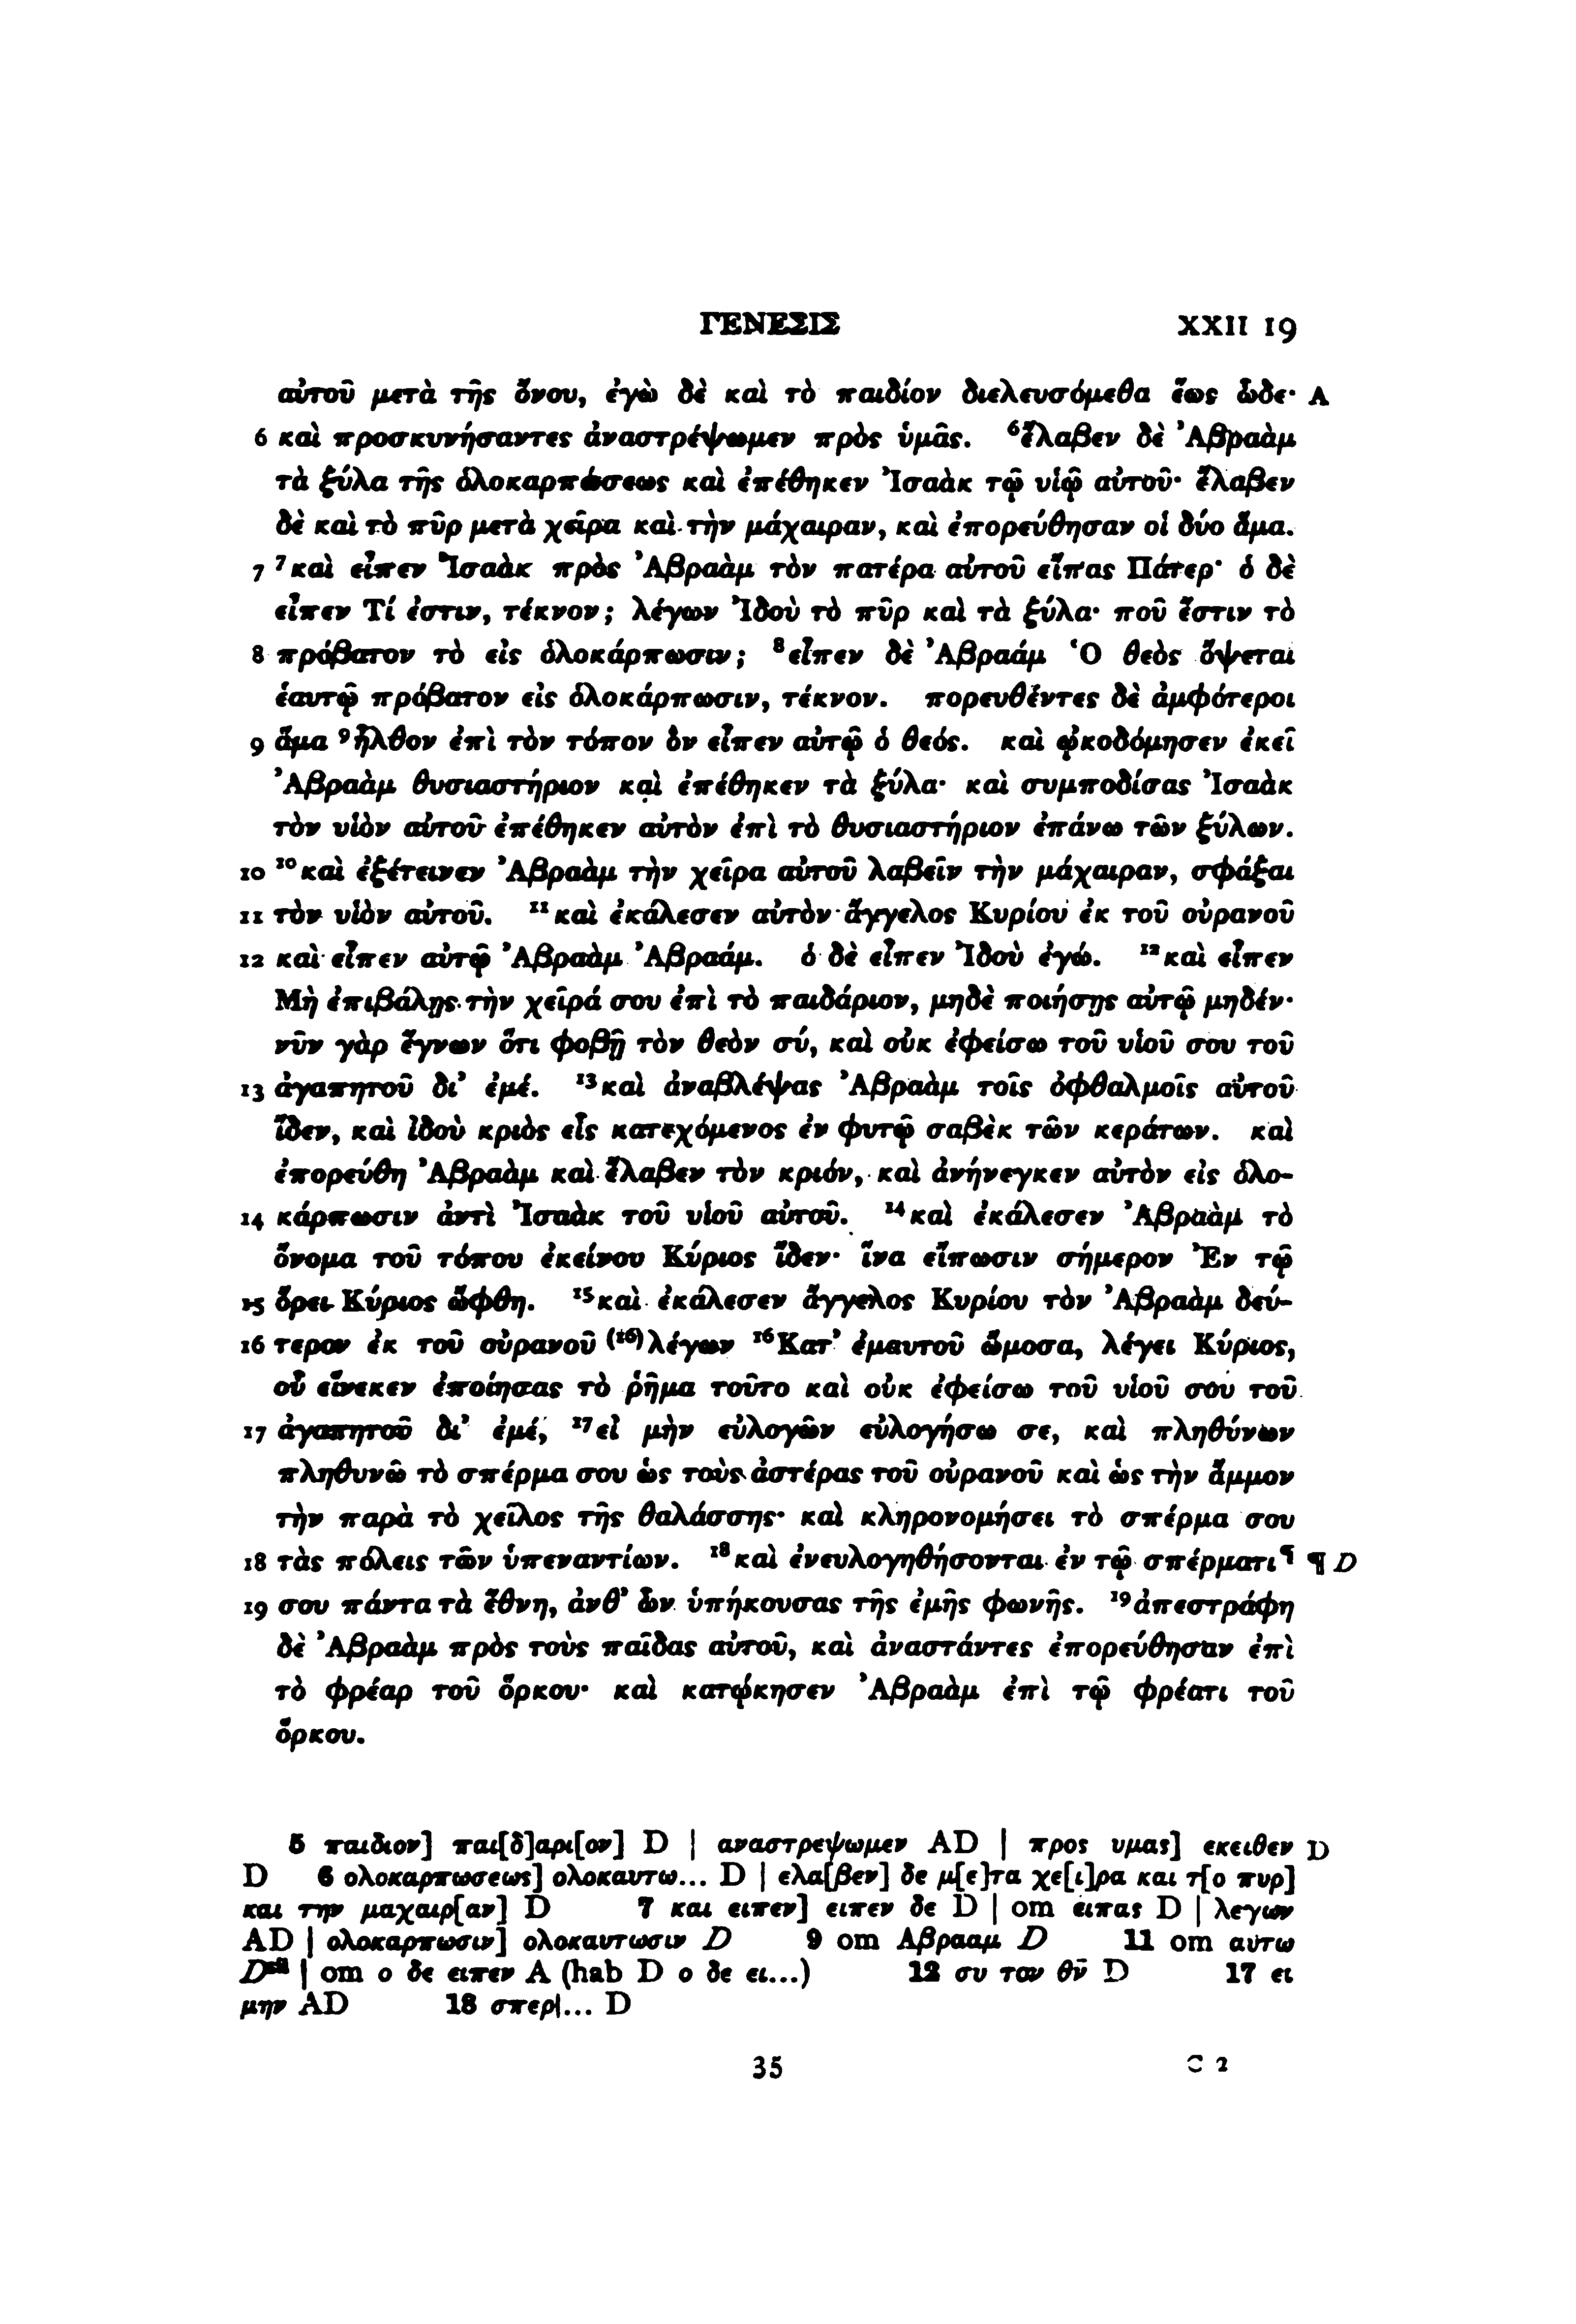 ΓΕΝΕΣΙΣ XXII 19
αὐτοῦ μετὰ τῆς ὄνου, ἐγὼ δὲ καὶ τὸ παιδίον διελευσόμεθα ἕως ὧδε· A
6 καὶ προσκυνήσαντες ἀναστρέψωμεν πρὸς ὑμᾶς. ⁶ἔλαβεν δὲ Ἀβραὰμ
τὰ ξύλα τῆς ὁλοκαρπώσεως καὶ ἐπέθηκεν Ἰσαὰκ τῷ υἱῷ αὐτοῦ· ἔλαβεν
δὲ καὶ τὸ πῦρ μετὰ χεῖρα καὶ τὴν μάχαιραν, καὶ ἐπορεύθησαν οἱ δύο ἅμα.
7 ⁷καὶ εἶπεν Ἰσαὰκ πρὸς Ἀβραὰμ τὸν πατέρα αὐτοῦ εἴπας Πάτερ· ὁ δὲ
εἶπεν Τί ἐστιν, τέκνον; λέγων Ἰδοὺ τὸ πῦρ καὶ τὰ ξύλα· ποῦ ἔστιν τὸ
8 πρόβατον τὸ εἰς ὁλοκάρπωσιν; ⁸εἶπεν δὲ Ἀβραάμ Ὁ θεὸς ὄψεται
ἑαυτῷ πρόβατον εἰς ὁλοκάρπωσιν, τέκνον. πορευθέντες δὲ ἀμφότεροι
9 ἅμα ⁹ἦλθον ἐπὶ τὸν τόπον ὃν εἶπεν αὐτῷ ὁ θεός. καὶ ᾠκοδόμησεν ἐκεῖ
Ἀβραὰμ θυσιαστήριον καὶ ἐπέθηκεν τὰ ξύλα· καὶ συμποδίσας Ἰσαὰκ
τὸν υἱὸν αὐτοῦ ἐπέθηκεν αὐτὸν ἐπὶ τὸ θυσιαστήριον ἐπάνω τῶν ξύλων.
10 ¹⁰καὶ ἐξέτεινεν Ἀβραὰμ τὴν χεῖρα αὐτοῦ λαβεῖν τὴν μάχαιραν, σφάξαι
11 τὸν υἱὸν αὐτοῦ. ¹¹καὶ ἐκάλεσεν αὐτὸν ἄγγελος Κυρίου ἐκ τοῦ οὐρανοῦ
12 καὶ εἶπεν αὐτῷ Ἀβραὰμ Ἀβραάμ. ὁ δὲ εἶπεν Ἰδοὺ ἐγώ. ¹²καὶ εἶπεν
Μὴ ἐπιβάλῃς τὴν χεῖρά σου ἐπὶ τὸ παιδάριον, μηδὲ ποιήσῃς αὐτῷ μηδέν·
νῦν γὰρ ἔγνων ὅτι φοβῇ τὸν θεὸν σύ, καὶ οὐκ ἐφείσω τοῦ υἱοῦ σου τοῦ
13 ἀγαπητοῦ δι’ ἐμέ. ¹³καὶ ἀναβλέψας Ἀβραὰμ τοῖς ὀφθαλμοῖς αὐτοῦ
ἴδεν, καὶ ἰδοὺ κριὸς εἷς κατεχόμενος ἐν φυτῷ σαβὲκ τῶν κεράτων. καὶ
ἐπορεύθη Ἀβραὰμ καὶ ἔλαβεν τὸν κριόν, καὶ ἀνήνεγκεν αὐτὸν εἰς ὁλο-
14 κάρπωσιν ἀντὶ Ἰσαὰκ τοῦ υἱοῦ αὐτοῦ. ¹⁴καὶ ἐκάλεσεν Ἀβραὰμ τὸ
ὄνομα τοῦ τόπου ἐκείνου Κύριος ἴδεν· ἵνα εἴπωσιν σήμερον Ἐν τῷ
15 ὄρει Κύριος ὤφθη. ¹⁵καὶ ἐκάλεσεν ἄγγελος Κυρίου τὸν Ἀβραὰμ δεύ-
16 τερον ἐκ τοῦ οὐρανοῦ ⁽¹⁶⁾λέγων ¹⁶Κατ’ ἐμαυτοῦ ὤμοσα, λέγει Κύριος,
οὗ εἵνεκεν ἐποίησας τὸ ῥῆμα τοῦτο καὶ οὐκ ἐφείσω τοῦ υἱοῦ σου τοῦ
17 ἀγαπητοῦ δι’ ἐμέ, ¹⁷εἰ μὴν εὐλογῶν εὐλογήσω σε, καὶ πληθύνων
πληθυνῶ τὸ σπέρμα σου ὡς τοὺς ἀστέρας τοῦ οὐρανοῦ καὶ ὡς τὴν ἄμμον
τὴν παρὰ τὸ χεῖλος τῆς θαλάσσης· καὶ κληρονομήσει τὸ σπέρμα σου
18 τὰς πόλεις τῶν ὑπεναντίων. ¹⁸καὶ ἐνευλογηθήσονται ἐν τῷ σπέρματι¶ ¶ D
19 σου πάντα τὰ ἔθνη, ἀνθ’ ὧν ὑπήκουσας τῆς ἐμῆς φωνῆς. ¹⁹ἀπεστράφη
δὲ Ἀβραὰμ πρὸς τοὺς παῖδας αὐτοῦ, καὶ ἀναστάντες ἐπορεύθησαν ἐπὶ
τὸ φρέαρ τοῦ ὅρκου· καὶ κατῴκησεν Ἀβραὰμ ἐπὶ τῷ φρέατι τοῦ
ὅρκου.
5 παιδιον] παι[δ]αρι[ον] D | αναστρεψωμεν AD | προς υμας] εκειθεν D
D 6 ολοκαρπωσεως] ολοκαυτω... D | ελα[βεν] δε μ[ε]τα χε[ι]ρα και τ[ο πυρ]
και την μαχαιρ[αν] D 7 και ειπεν] ειπεν δε D | om ειπας D | λεγων
AD | ολοκαρπωσιν] ολοκαυτωσιν D 9 om Αβρααμ D 11 om αυτω
Dˢⁱˡ | om ο δε ειπεν A (hab D ο δε ει...) 12 συ τον θν̅ D 17 ει
μην AD 18 σπερι... D
35 C 2